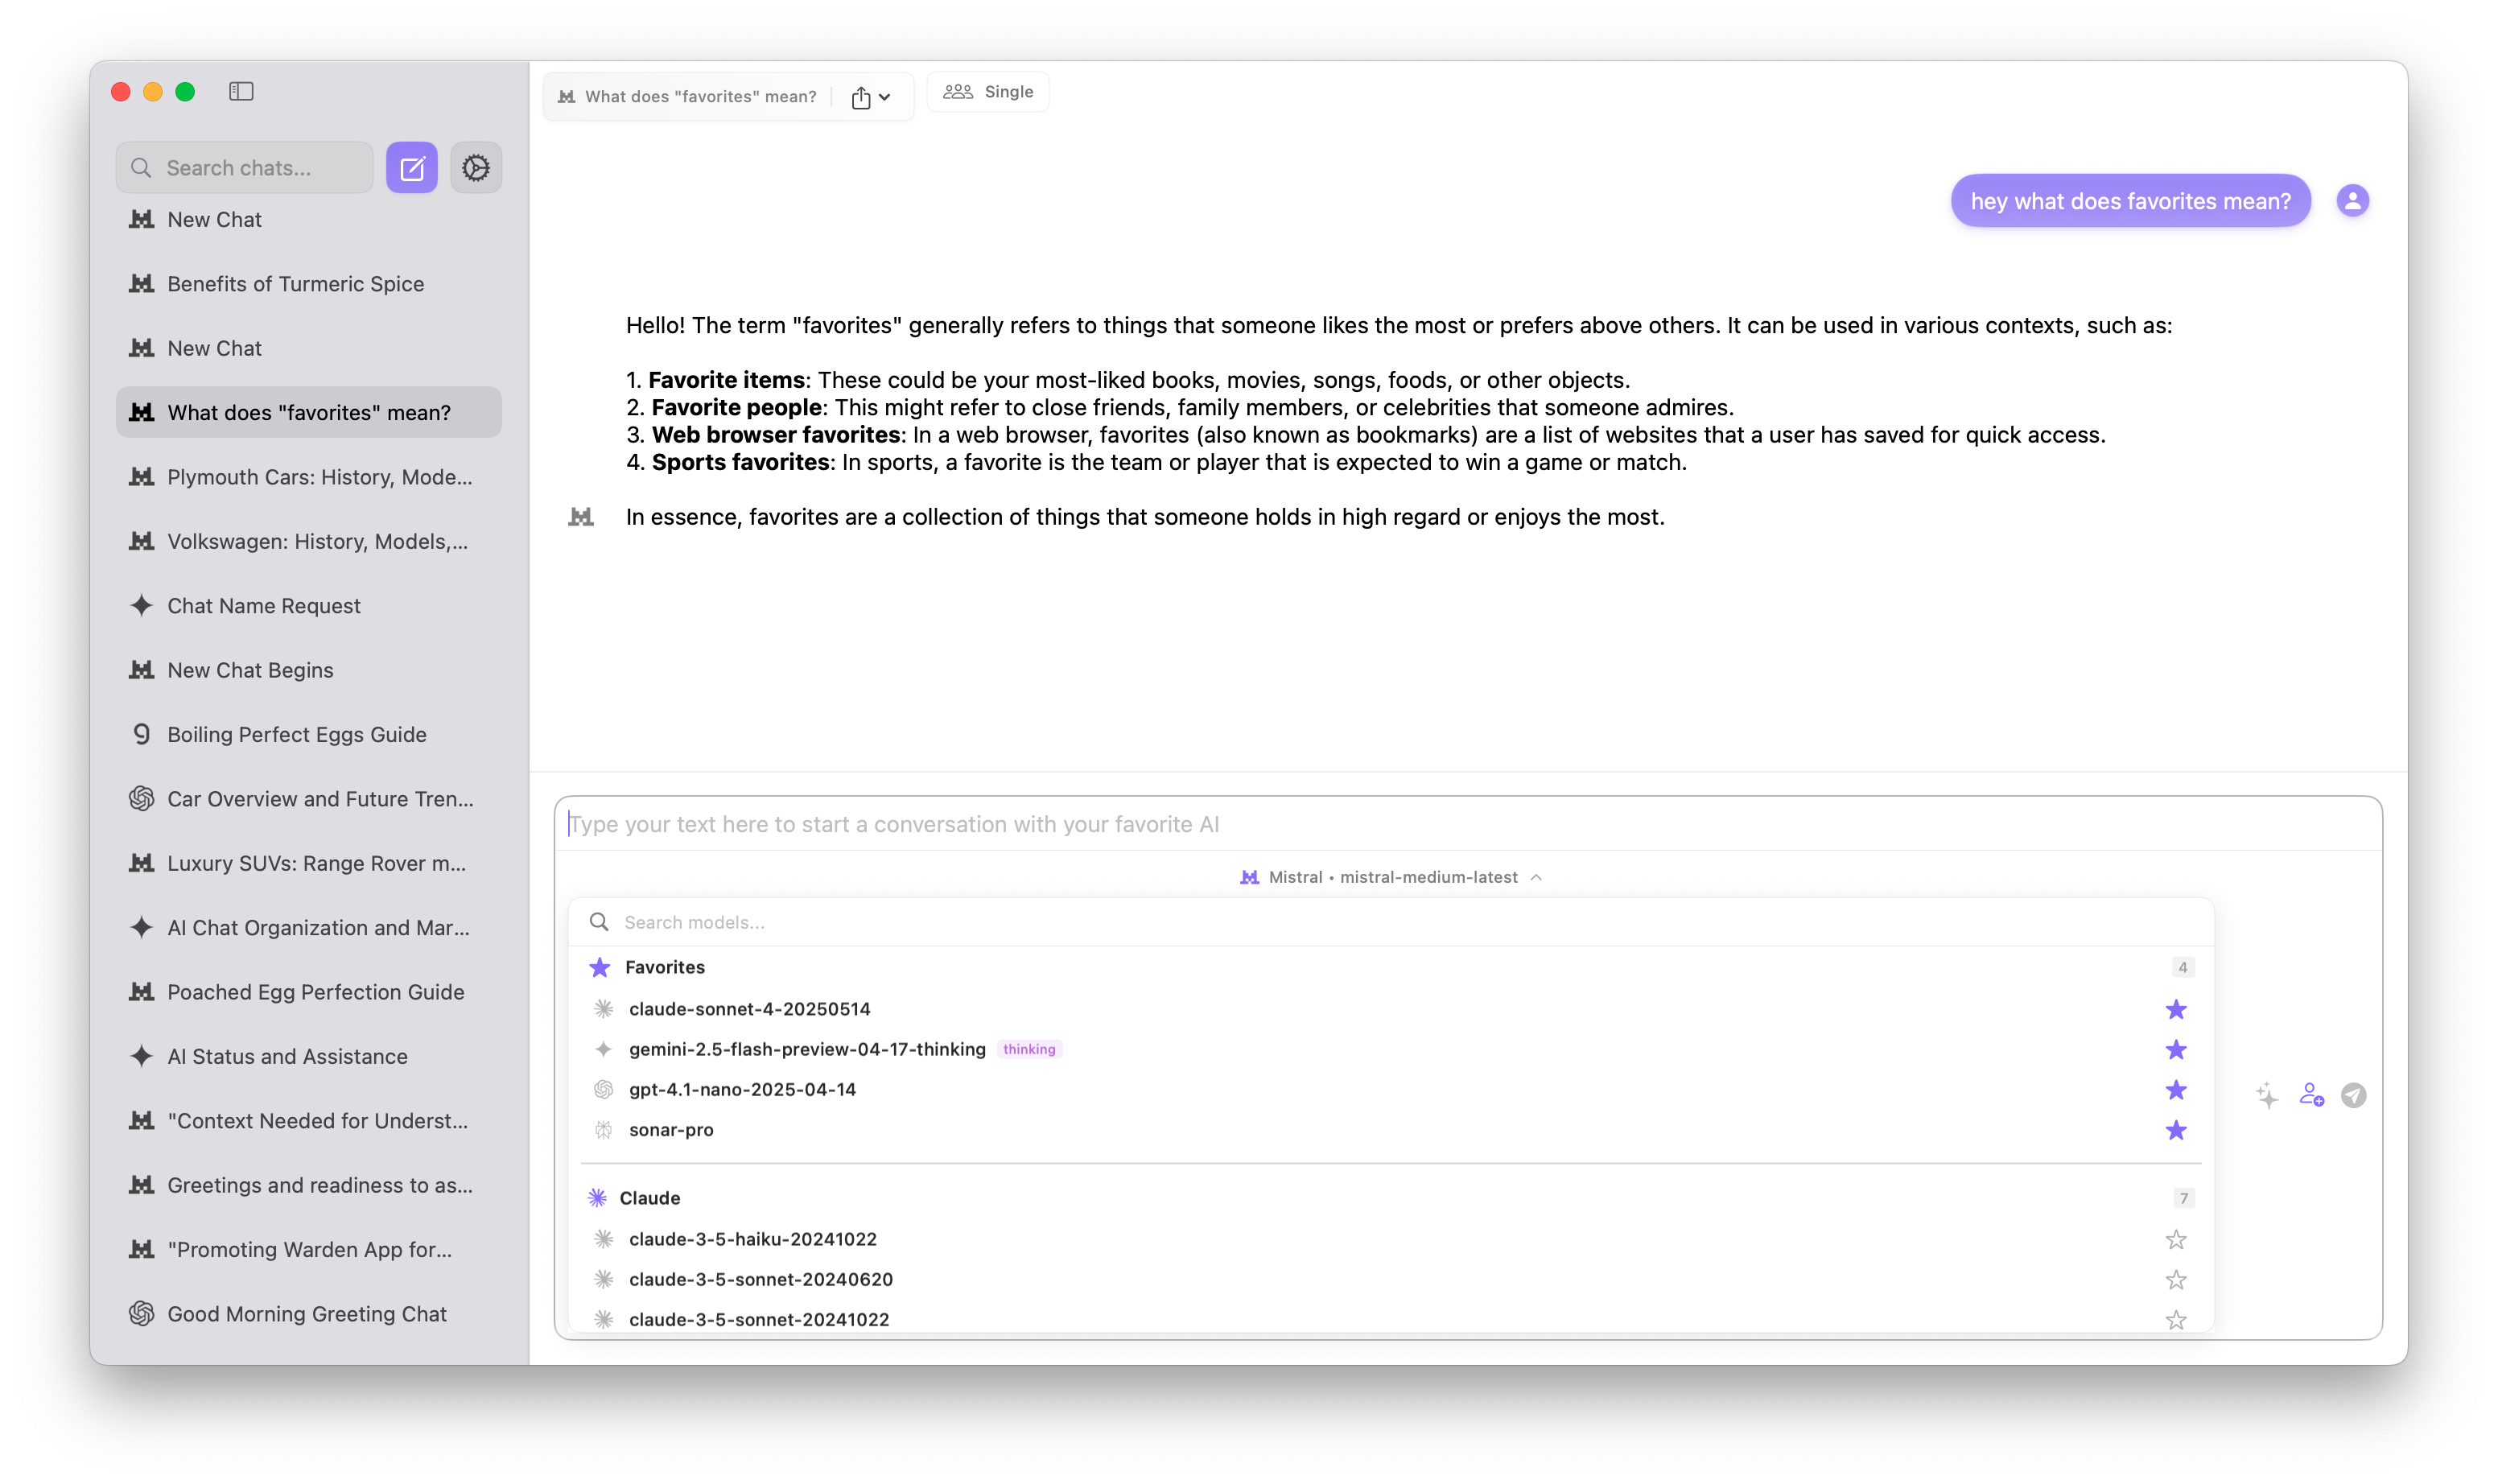 What does "favorites" mean?
Single
Search chats...
New Chat
Benefits of Turmeric Spice
New Chat
What does "favorites" mean?
Plymouth Cars: History, Mode...
Volkswagen: History, Models,...
Chat Name Request
New Chat Begins
Boiling Perfect Eggs Guide
Car Overview and Future Tren...
Luxury SUVs: Range Rover m...
AI Chat Organization and Mar...
Poached Egg Perfection Guide
AI Status and Assistance
"Context Needed for Underst...
Greetings and readiness to as...
"Promoting Warden App for...
Good Morning Greeting Chat
hey what does favorites mean?
Hello! The term "favorites" generally refers to things that someone likes the most or prefers above others. It can be used in various contexts, such as:
1. Favorite items: These could be your most-liked books, movies, songs, foods, or other objects.
2. Favorite people: This might refer to close friends, family members, or celebrities that someone admires.
3. Web browser favorites: In a web browser, favorites (also known as bookmarks) are a list of websites that a user has saved for quick access.
4. Sports favorites: In sports, a favorite is the team or player that is expected to win a game or match.
In essence, favorites are a collection of things that someone holds in high regard or enjoys the most.
Type your text here to start a conversation with your favorite AI
Mistral • mistral-medium-latest
Search models...
Favorites 4
claude-sonnet-4-20250514
gemini-2.5-flash-preview-04-17-thinking thinking
gpt-4.1-nano-2025-04-14
sonar-pro
Claude 7
claude-3-5-haiku-20241022
claude-3-5-sonnet-20240620
claude-3-5-sonnet-20241022